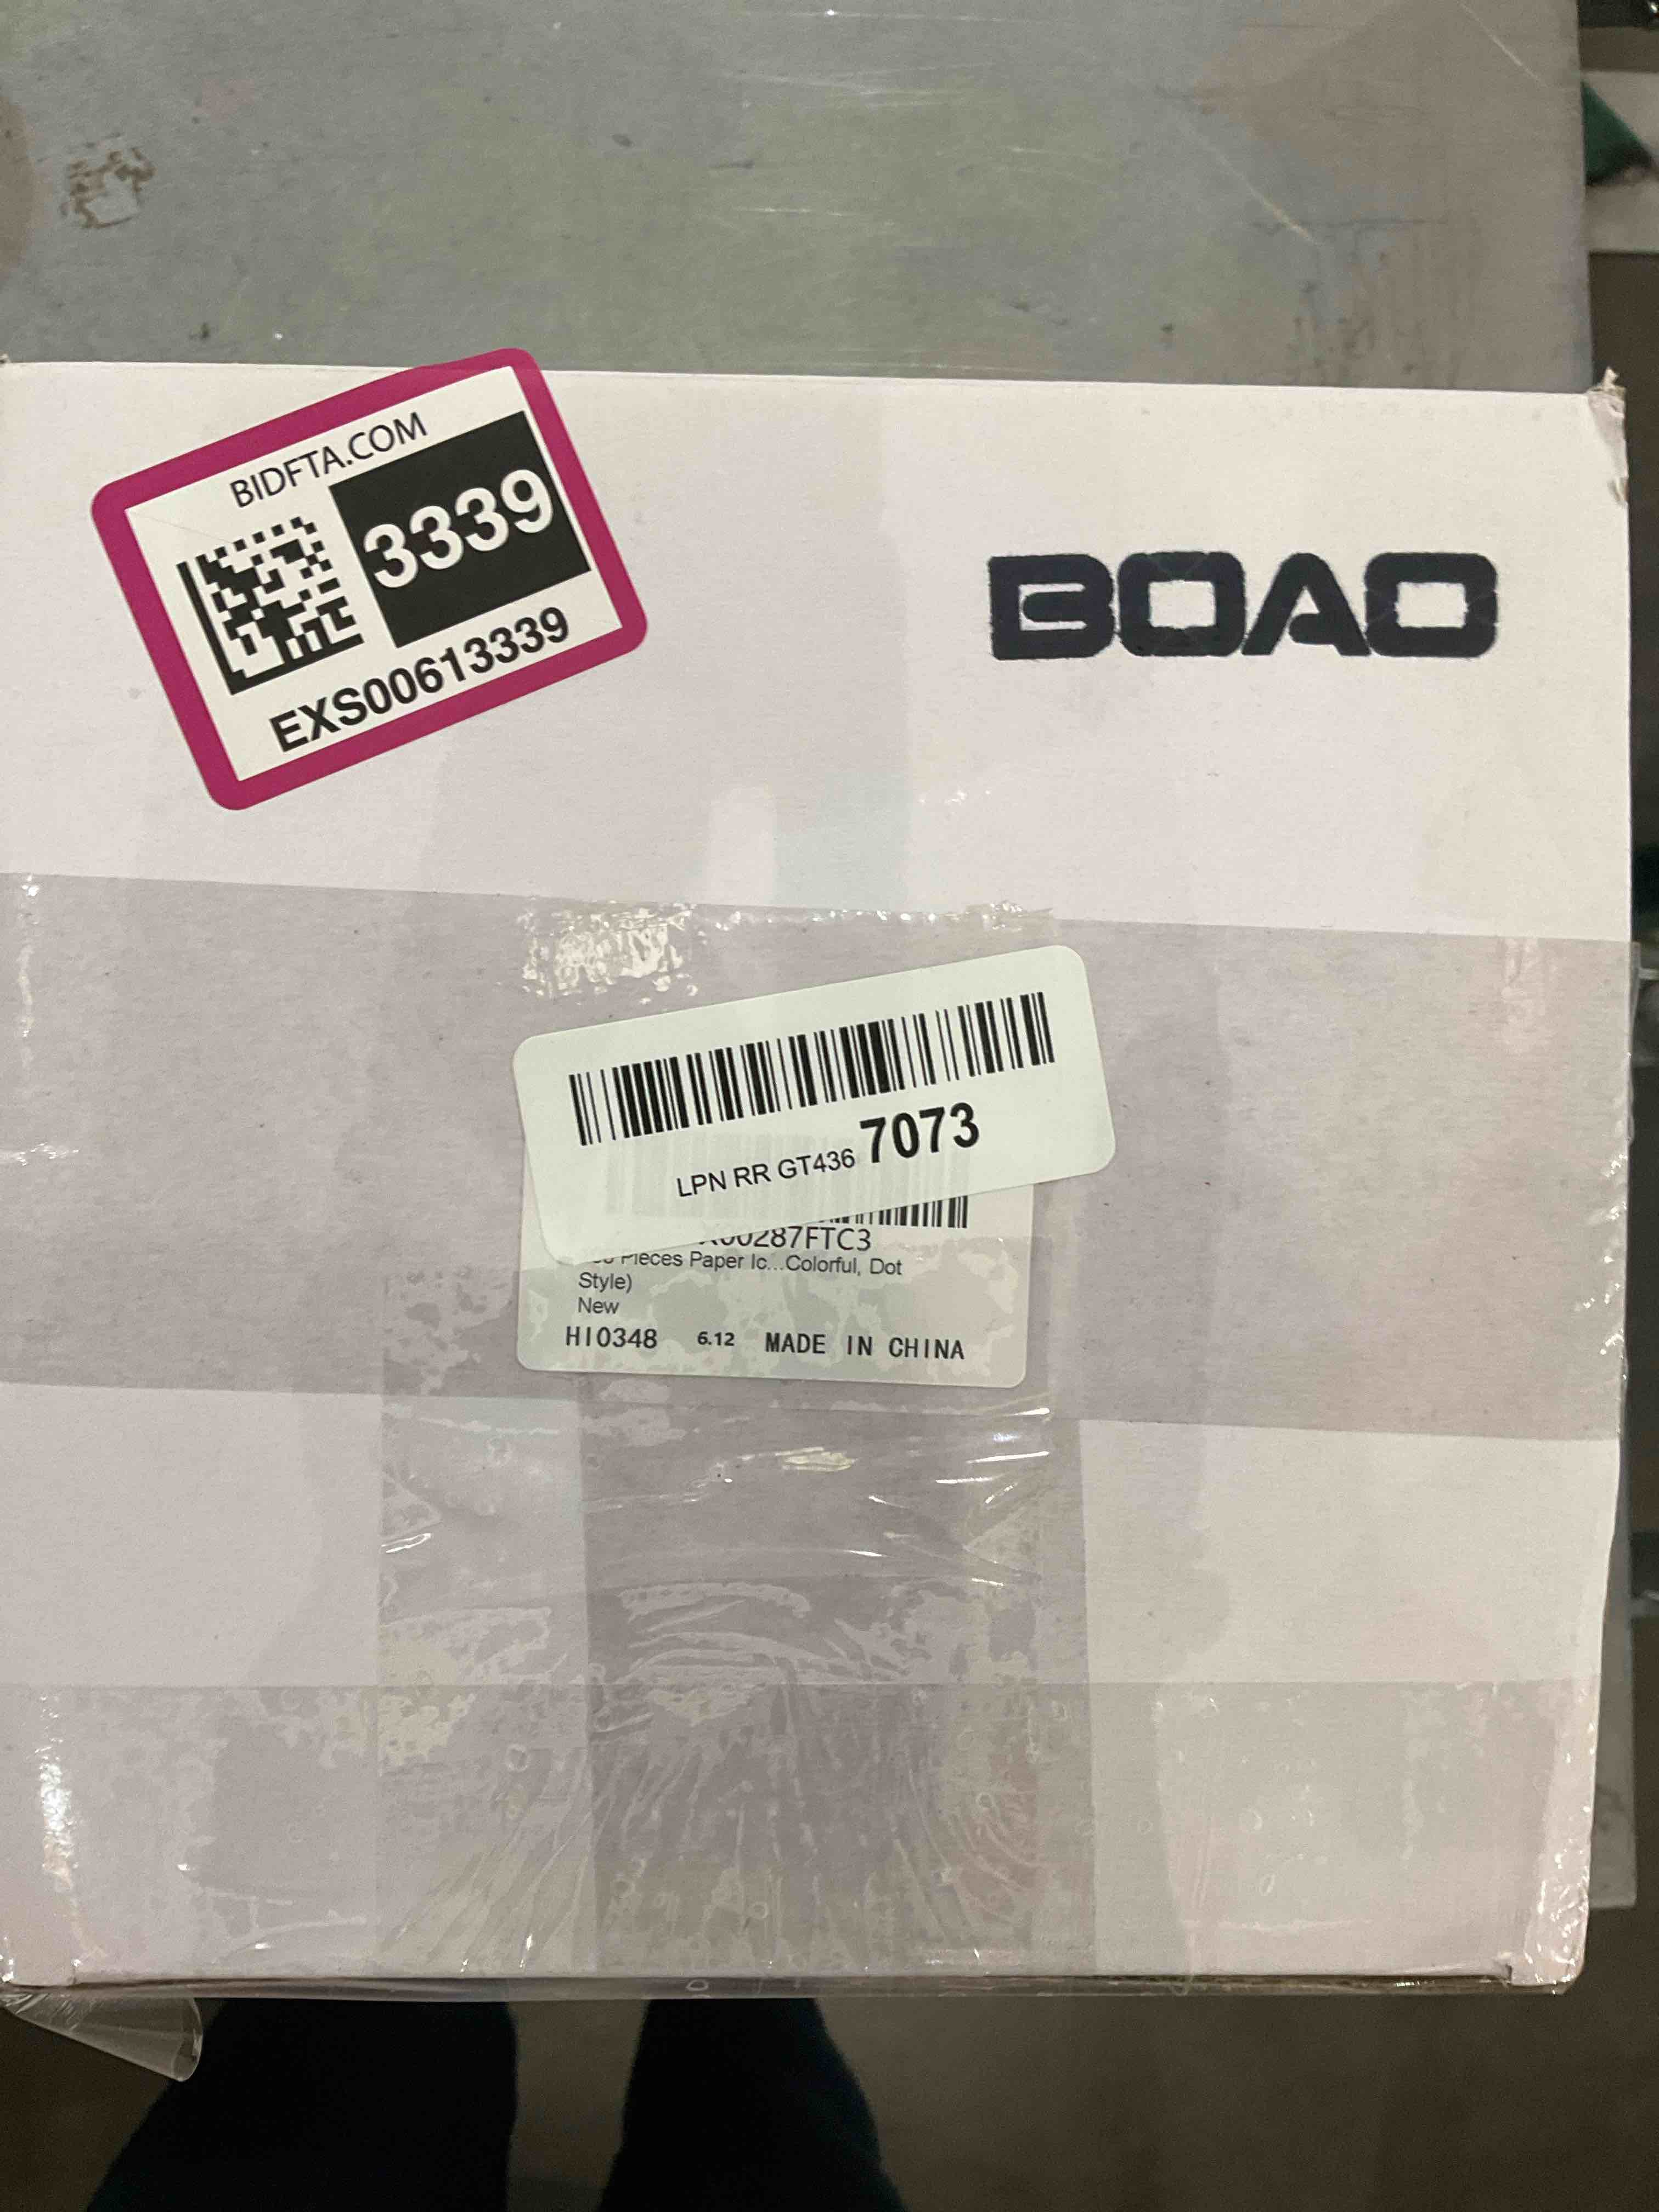 BIDFTA.COM
3339
EXS00613339
BOAO
LPN RR GT436 7073
X00287FTC3
Pieces Paper Ic...Colorful, Dot
Style)
New
HI0348 6.12 MADE IN CHINA